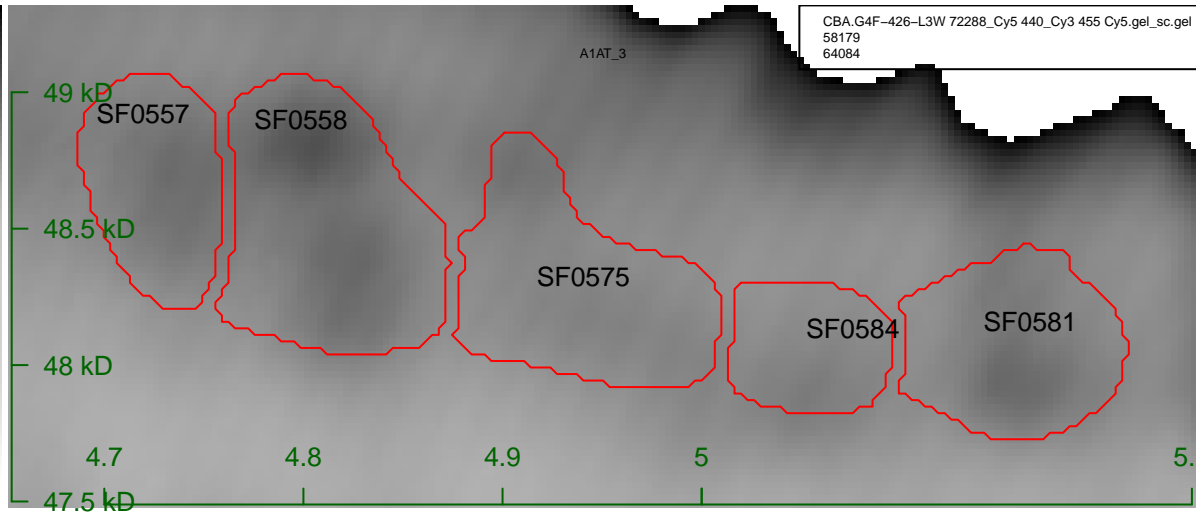 CBA.G4F−426−L3W 72288_Cy5 440_Cy3 455 Cy5.gel_sc.gel
58179
64084
A1AT_3
49 kD
SF0557
SF0558
48.5 kD
SF0575
SF0584
SF0581
48 kD
4.7
4.8
4.9
5
5.
47.5 kD